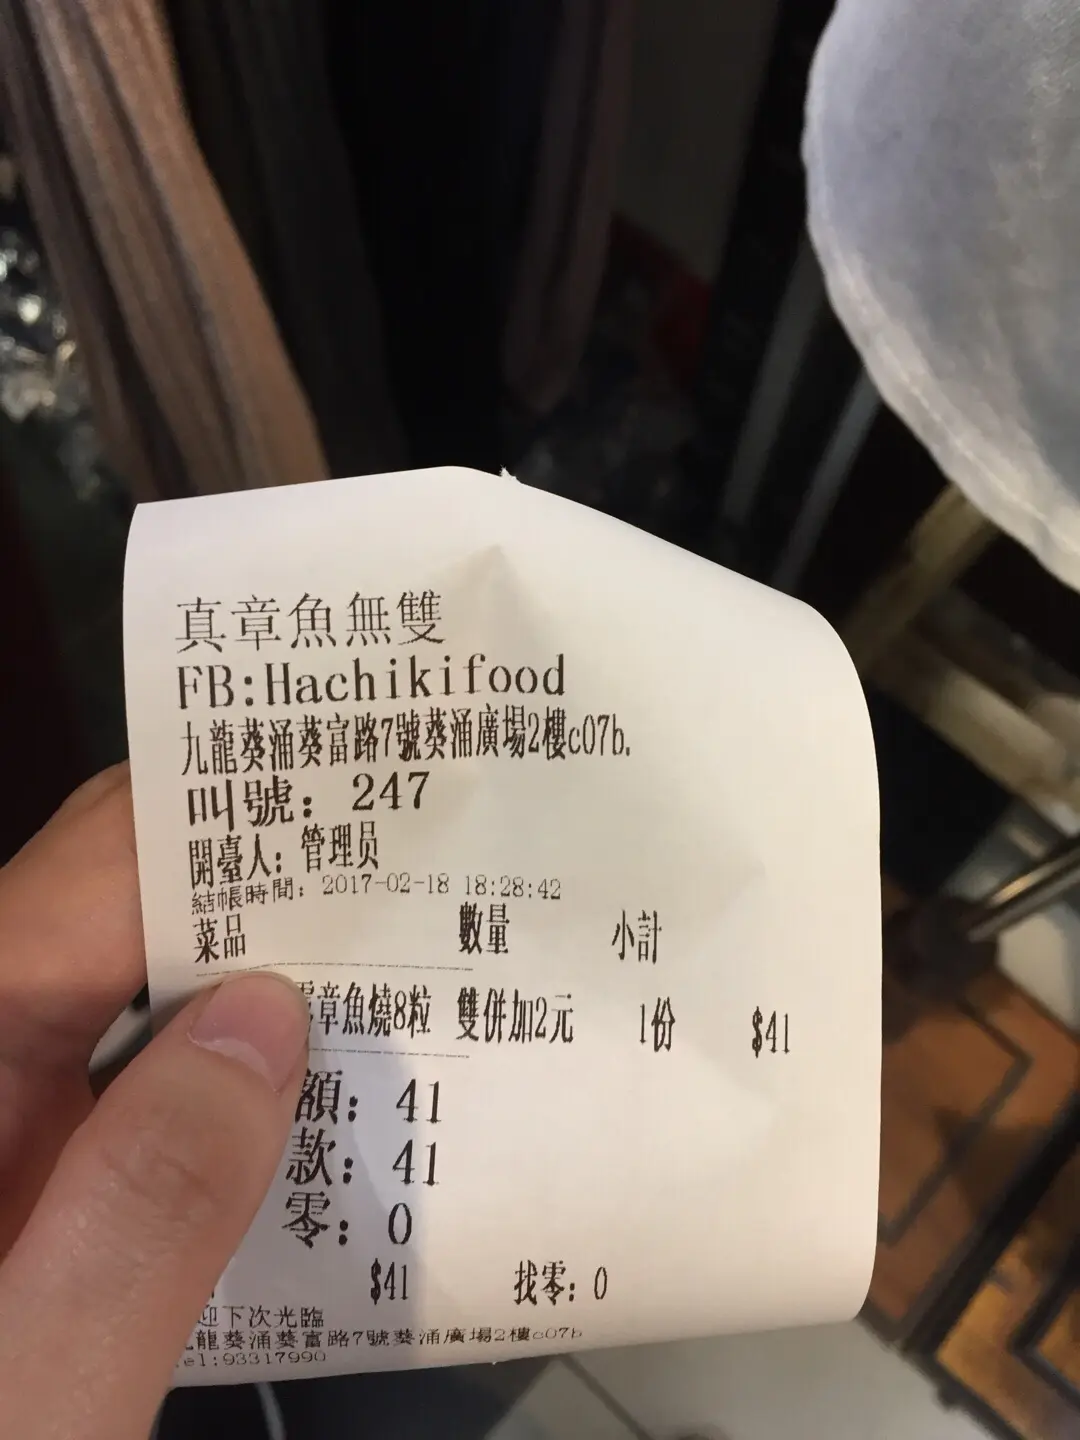 真章魚無雙
FB:Hachikifood
九龍葵涌葵富路7號葵涌廣場2樓c07b.
叫號: 247
開臺人: 管理员
結帳時間: 2017-02-18 18:28:42
菜品 數量 小計
章魚燒8粒 雙併加2元 1份 $41
額: 41
款: 41
零: 0
$41 找零: 0
迎下次光臨
龍葵涌葵富路7號葵涌廣場2樓c07b
el:93317990